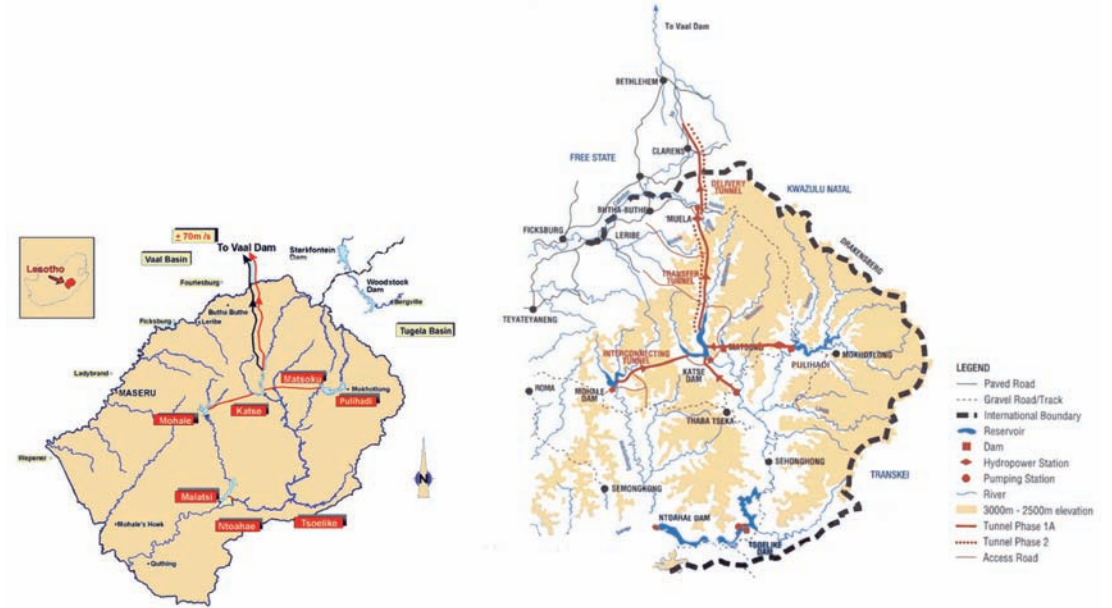 ± 70m /s
To Vaal Dam
Vaal Basin
Lesotho
Sterkfontein
Dam
Fouriesburg
Woodstock
Dam
Bergville
Butha Buthe
Tugela Basin
Ficksburg
Leribe
Ladybrand
MASERU
Matsoku
Mokhotlong
Pulihadi
Katse
Mohale
Wepener
N
Malatsi
Mohale's Hoek
Ntoahae
Tsoelike
Quthing
To Vaal Dam
BETHLEHEM
CLARENS
FREE STATE
DELIVERY
TUNNEL
KWAZULU NATAL
BUTHA-BUTHE
'MUELA
FICKSBURG
LERIBE
DRAKENSBERG
TRANSFER
TUNNEL
TEYATEYANENG
MATSOKU
MOKHOTLONG
INTERCONNECTING
TUNNEL
PULIHADI
KATSE
DAM
ROMA
MOHALE
DAM
THABA TSEKA
SEHONGHONG
TRANSKEI
SEMONGKONG
NTOAHAE DAM
TSOELIKE
DAM
LEGEND
Paved Road
Gravel Road/Track
International Boundary
Reservoir
Dam
Hydropower Station
Pumping Station
River
3000m - 2500m elevation
Tunnel Phase 1A
Tunnel Phase 2
Access Road